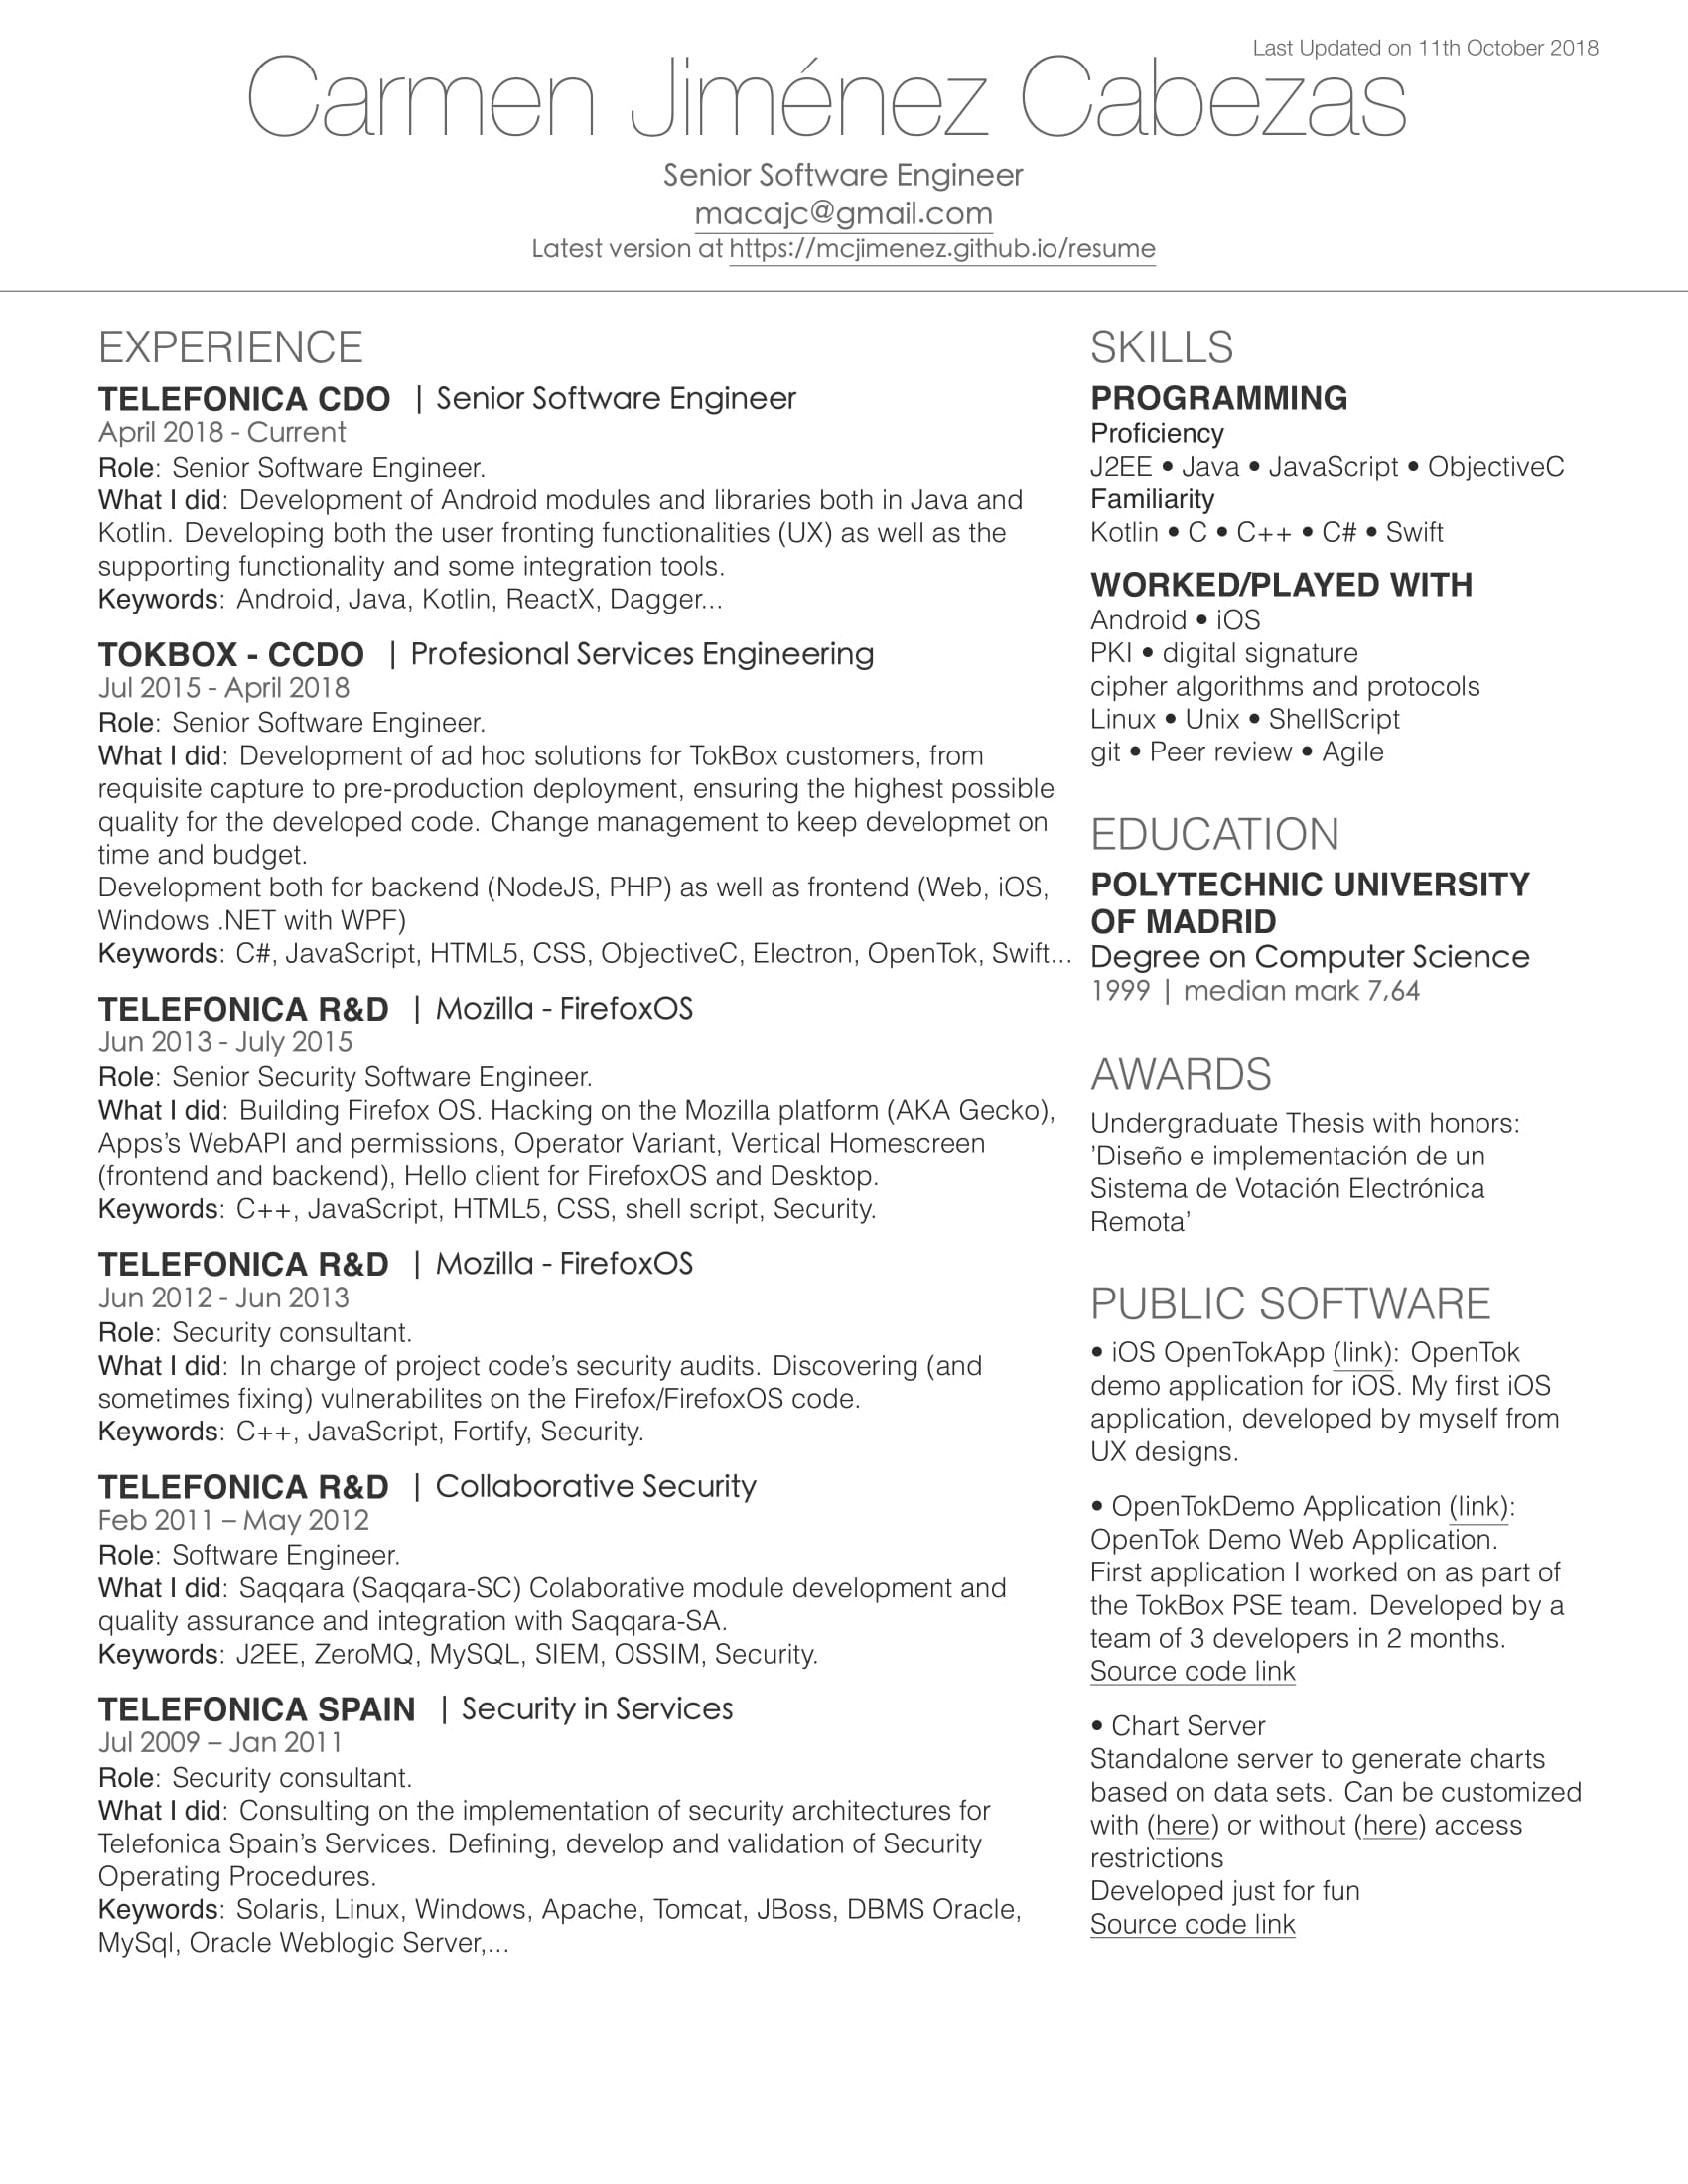 Last Updated on 11th October 2018
Carmen Jiménez Cabezas
Senior Software Engineer
macajc@gmail.com
Latest version at https://mcjimenez.github.io/resume
EXPERIENCE
TELEFONICA CDO | Senior Software Engineer
April 2018 - Current
Role: Senior Software Engineer.
What I did: Development of Android modules and libraries both in Java and
Kotlin. Developing both the user fronting functionalities (UX) as well as the
supporting functionality and some integration tools.
Keywords: Android, Java, Kotlin, ReactX, Dagger...
TOKBOX - CCDO | Profesional Services Engineering
Jul 2015 - April 2018
Role: Senior Software Engineer.
What I did: Development of ad hoc solutions for TokBox customers, from
requisite capture to pre-production deployment, ensuring the highest possible
quality for the developed code. Change management to keep developmet on
time and budget.
Development both for backend (NodeJS, PHP) as well as frontend (Web, iOS,
Windows .NET with WPF)
Keywords: C#, JavaScript, HTML5, CSS, ObjectiveC, Electron, OpenTok, Swift...
TELEFONICA R&D | Mozilla - FirefoxOS
Jun 2013 - July 2015
Role: Senior Security Software Engineer.
What I did: Building Firefox OS. Hacking on the Mozilla platform (AKA Gecko),
Apps's WebAPI and permissions, Operator Variant, Vertical Homescreen
(frontend and backend), Hello client for FirefoxOS and Desktop.
Keywords: C++, JavaScript, HTML5, CSS, shell script, Security.
TELEFONICA R&D | Mozilla - FirefoxOS
Jun 2012 - Jun 2013
Role: Security consultant.
What I did: In charge of project code's security audits. Discovering (and
sometimes fixing) vulnerabilites on the Firefox/FirefoxOS code.
Keywords: C++, JavaScript, Fortify, Security.
TELEFONICA R&D | Collaborative Security
Feb 2011 – May 2012
Role: Software Engineer.
What I did: Saqqara (Saqqara-SC) Colaborative module development and
quality assurance and integration with Saqqara-SA.
Keywords: J2EE, ZeroMQ, MySQL, SIEM, OSSIM, Security.
TELEFONICA SPAIN | Security in Services
Jul 2009 – Jan 2011
Role: Security consultant.
What I did: Consulting on the implementation of security architectures for
Telefonica Spain's Services. Defining, develop and validation of Security
Operating Procedures.
Keywords: Solaris, Linux, Windows, Apache, Tomcat, JBoss, DBMS Oracle,
MySql, Oracle Weblogic Server,...
SKILLS
PROGRAMMING
Proficiency
J2EE • Java • JavaScript • ObjectiveC
Familiarity
Kotlin • C • C++ • C# • Swift
WORKED/PLAYED WITH
Android • iOS
PKI • digital signature
cipher algorithms and protocols
Linux • Unix • ShellScript
git • Peer review • Agile
EDUCATION
POLYTECHNIC UNIVERSITY
OF MADRID
Degree on Computer Science
1999 | median mark 7,64
AWARDS
Undergraduate Thesis with honors:
'Diseño e implementación de un
Sistema de Votación Electrónica
Remota'
PUBLIC SOFTWARE
• iOS OpenTokApp (link): OpenTok
demo application for iOS. My first iOS
application, developed by myself from
UX designs.
• OpenTokDemo Application (link):
OpenTok Demo Web Application.
First application I worked on as part of
the TokBox PSE team. Developed by a
team of 3 developers in 2 months.
Source code link
• Chart Server
Standalone server to generate charts
based on data sets. Can be customized
with (here) or without (here) access
restrictions
Developed just for fun
Source code link